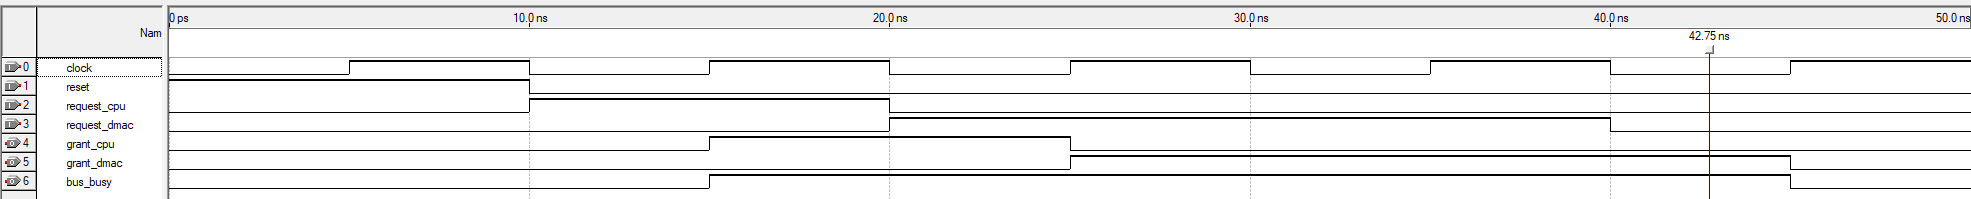 0 ps 10.0 ns 20.0 ns 30.0 ns 40.0 ns 50.0 ns
Nam
42.75 ns
0 clock
1 reset
2 request_cpu
3 request_dmac
4 grant_cpu
5 grant_dmac
6 bus_busy